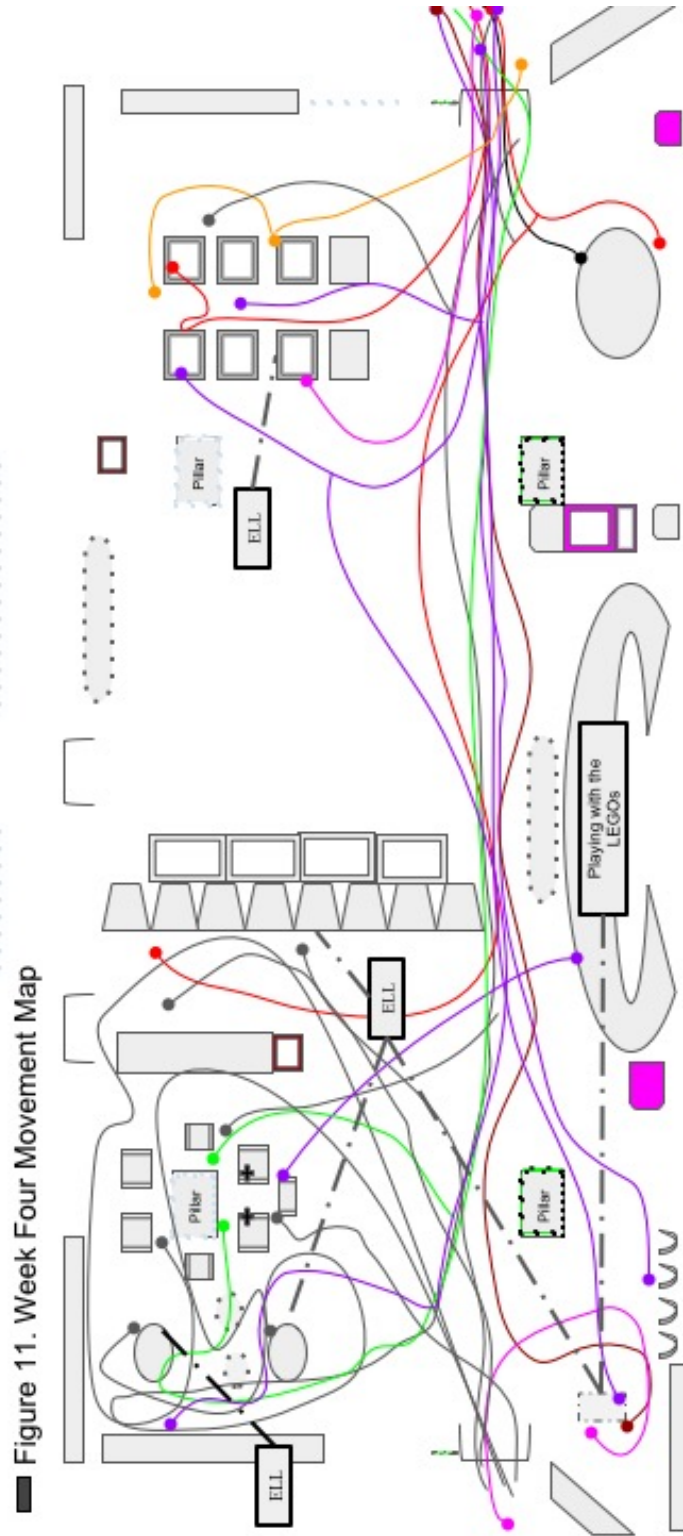 Figure 11. Week Four Movement Map
ELL
Pillar
ELL
Pillar
Pillar
ELL
Pillar
Playing with the
LEGOs